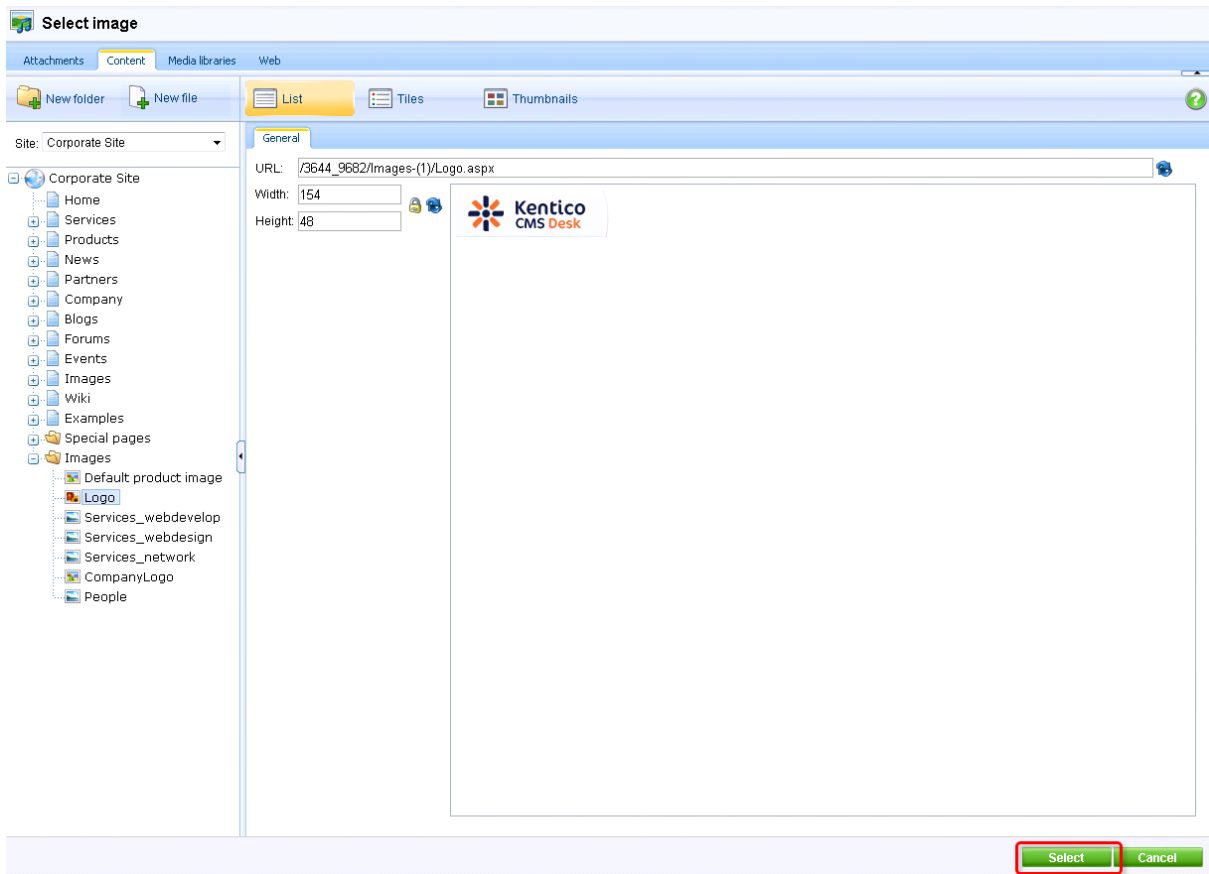 Select image
Attachments Content Media libraries Web
New folder New file List Tiles Thumbnails
Site: Corporate Site
General
URL: /3644_9682/Images-(1)/Logo.aspx
Width: 154
Height: 48
Kentico
CMS Desk
Corporate Site
Home
Services
Products
News
Partners
Company
Blogs
Forums
Events
Images
Wiki
Examples
Special pages
Images
Default product image
Logo
Services_webdevelop
Services_webdesign
Services_network
CompanyLogo
People
Select Cancel